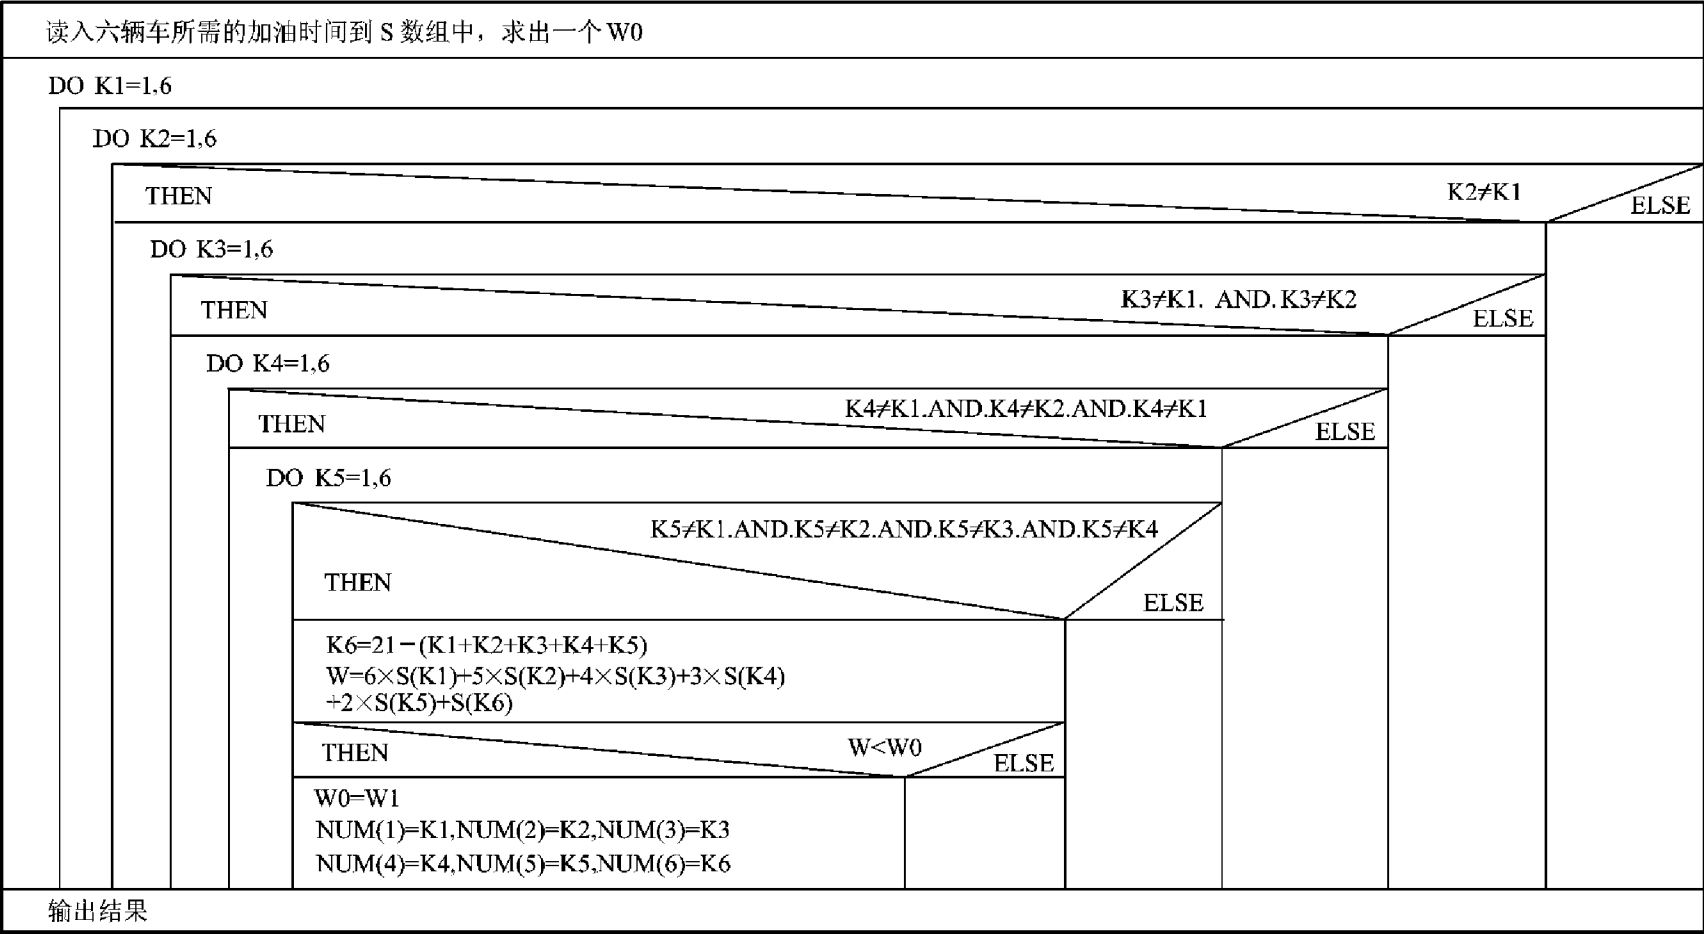 读入六辆车所需的加油时间到 S 数组中，求出一个 W0
DO K1=1,6
DO K2=1,6
K2≠K1
THEN
ELSE
DO K3=1,6
K3≠K1. AND. K3≠K2
THEN
ELSE
DO K4=1,6
K4≠K1.AND.K4≠K2.AND.K4≠K1
THEN
ELSE
DO K5=1,6
K5≠K1.AND.K5≠K2.AND.K5≠K3.AND.K5≠K4
THEN
ELSE
K6=21－(K1+K2+K3+K4+K5)
W=6×S(K1)+5×S(K2)+4×S(K3)+3×S(K4)
+2×S(K5)+S(K6)
W<W0
THEN
ELSE
W0=W1
NUM(1)=K1,NUM(2)=K2,NUM(3)=K3
NUM(4)=K4,NUM(5)=K5,NUM(6)=K6
输出结果